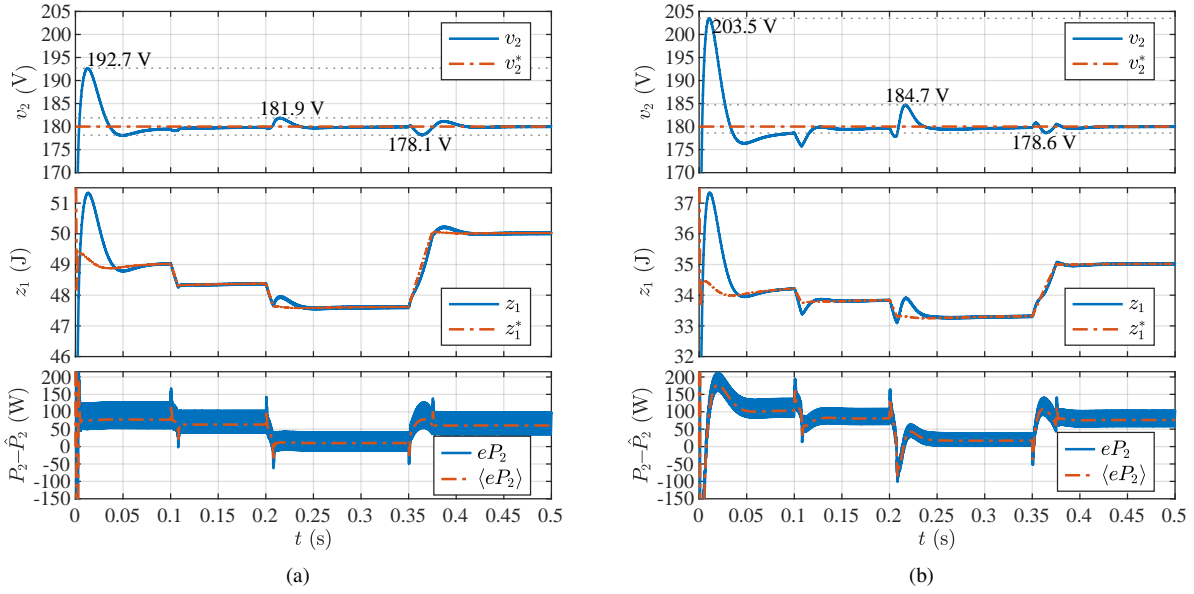 205
200
195
190
185
180
175
170
v₂ (V)
192.7 V
181.9 V
178.1 V
v₂
v₂*
51
50
49
48
47
46
z₁ (J)
z₁
z₁*
200
150
100
50
0
-50
-100
-150
P₂−P̂₂ (W)
eP₂
⟨eP₂⟩
0 0.05 0.1 0.15 0.2 0.25 0.3 0.35 0.4 0.45 0.5
t (s)
(a)
205
200
195
190
185
180
175
170
v₂ (V)
203.5 V
184.7 V
178.6 V
v₂
v₂*
37
36
35
34
33
32
z₁ (J)
z₁
z₁*
200
150
100
50
0
-50
-100
-150
P₂−P̂₂ (W)
eP₂
⟨eP₂⟩
0 0.05 0.1 0.15 0.2 0.25 0.3 0.35 0.4 0.45 0.5
t (s)
(b)